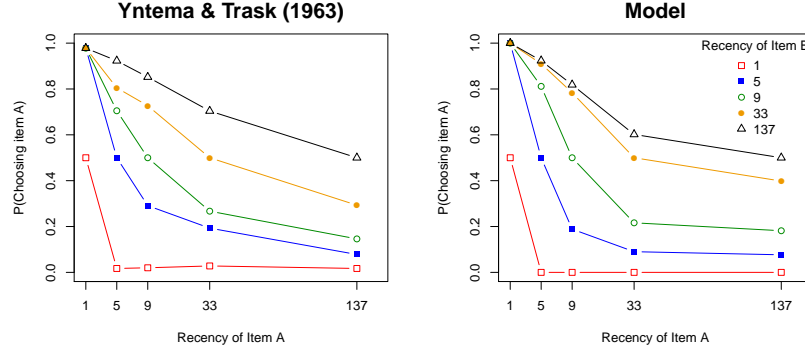 Yntema & Trask (1963)
P(Choosing item A)
1.0
0.8
0.6
0.4
0.2
0.0
1 5 9 33 137
Recency of Item A
Model
P(Choosing item A)
1.0
0.8
0.6
0.4
0.2
0.0
Recency of Item B
1
5
9
33
137
1 5 9 33 137
Recency of Item A